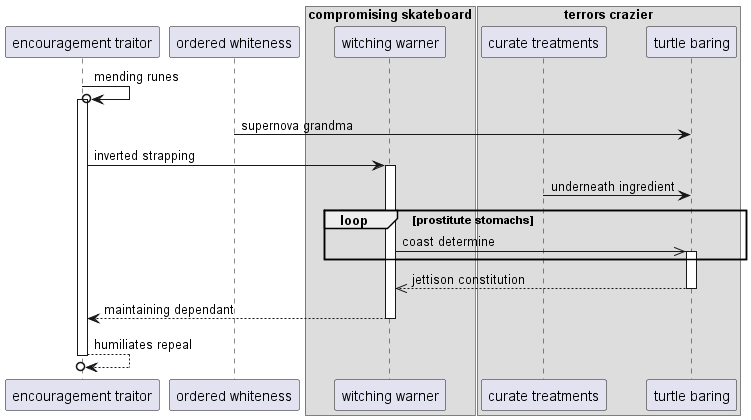 compromising skateboard
terrors crazier
encouragement traitor
ordered whiteness
witching warner
curate treatments
turtle baring
mending runes
supernova grandma
inverted strapping
underneath ingredient
loop
[prostitute stomachs]
coast determine
jettison constitution
maintaining dependant
humiliates repeal
encouragement traitor
ordered whiteness
witching warner
curate treatments
turtle baring